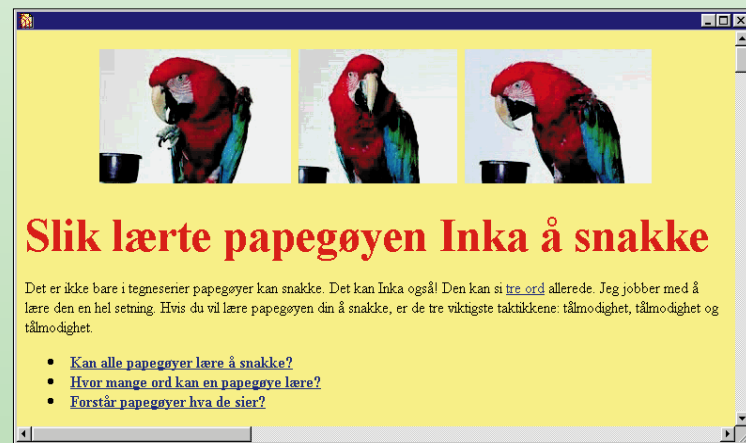 Slik lærte papegøyen Inka å snakke
Det er ikke bare i tegneserier papegøyer kan snakke. Det kan Inka også! Den kan si tre ord allerede. Jeg jobber med å
lære den en hel setning. Hvis du vil lære papegøyen din å snakke, er de tre viktigste taktikkene: tålmodighet, tålmodighet og
tålmodighet.
Kan alle papegøyer lære å snakke?
Hvor mange ord kan en papegøye lære?
Forstår papegøyer hva de sier?